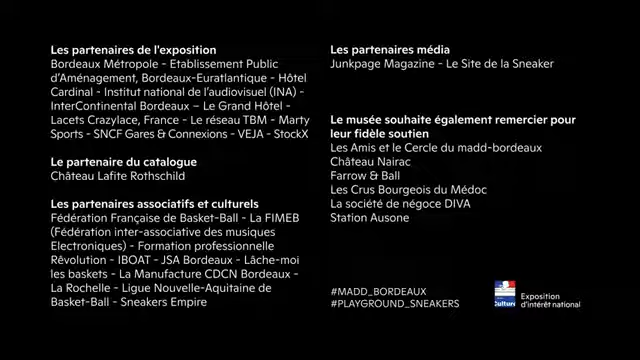 Les partenaires de l'exposition
Bordeaux Métropole - Etablissement Public
d'Aménagement, Bordeaux-Euratlantique - Hôtel
Cardinal - Institut national de l'audiovisuel (INA) -
InterContinental Bordeaux – Le Grand Hôtel -
Lacets Crazylace, France - Le réseau TBM - Marty
Sports - SNCF Gares & Connexions - VEJA - StockX
Le partenaire du catalogue
Château Lafite Rothschild
Les partenaires associatifs et culturels
Fédération Française de Basket-Ball - La FIMEB
(Fédération inter-associative des musiques
Electroniques) - Formation professionnelle
Rêvolution - IBOAT - JSA Bordeaux - Lâche-moi
les baskets - La Manufacture CDCN Bordeaux -
La Rochelle - Ligue Nouvelle-Aquitaine de
Basket-Ball - Sneakers Empire
Les partenaires média
Junkpage Magazine - Le Site de la Sneaker
Le musée souhaite également remercier pour
leur fidèle soutien
Les Amis et le Cercle du madd-bordeaux
Château Nairac
Farrow & Ball
Les Crus Bourgeois du Médoc
La société de négoce DIVA
Station Ausone
#MADD_BORDEAUX
#PLAYGROUND_SNEAKERS
Culture
Exposition
d'intérêt national